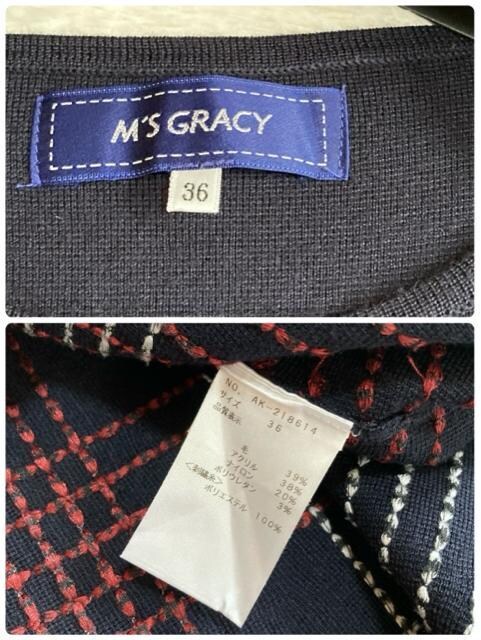 M'S GRACY
36
NO. AK-218614
サイズ 36
品質表示
毛 39%
アクリル 38%
ナイロン 20%
ポリウレタン 3%
<刺繍糸>
ポリエステル 100%